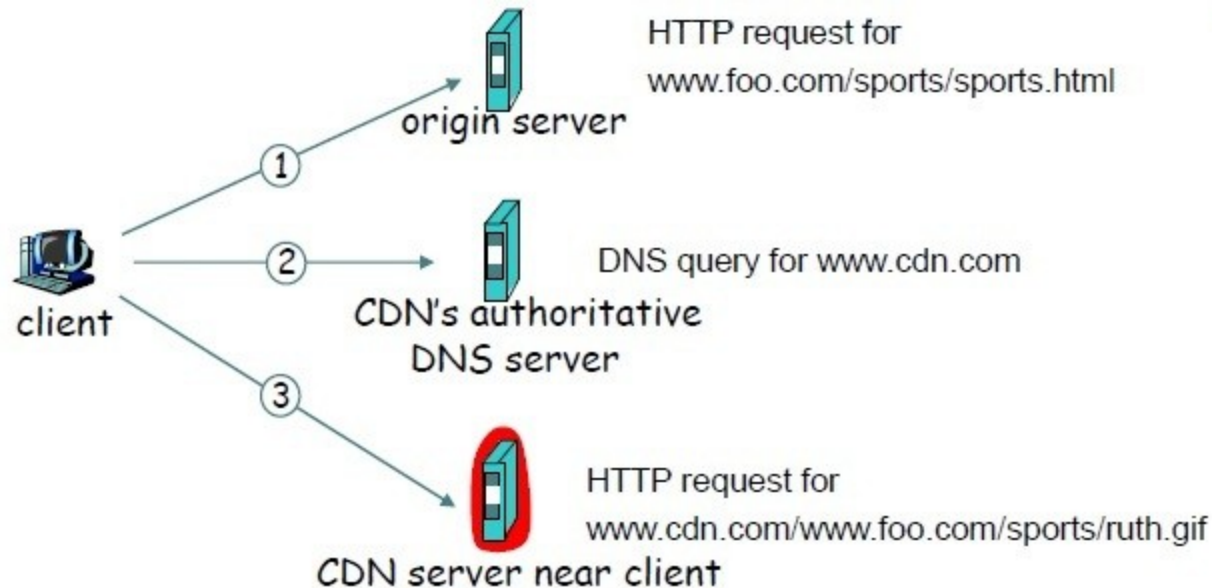 HTTP request for
www.foo.com/sports/sports.html
origin server
1
client
2
DNS query for www.cdn.com
CDN's authoritative
DNS server
3
HTTP request for
www.cdn.com/www.foo.com/sports/ruth.gif
CDN server near client